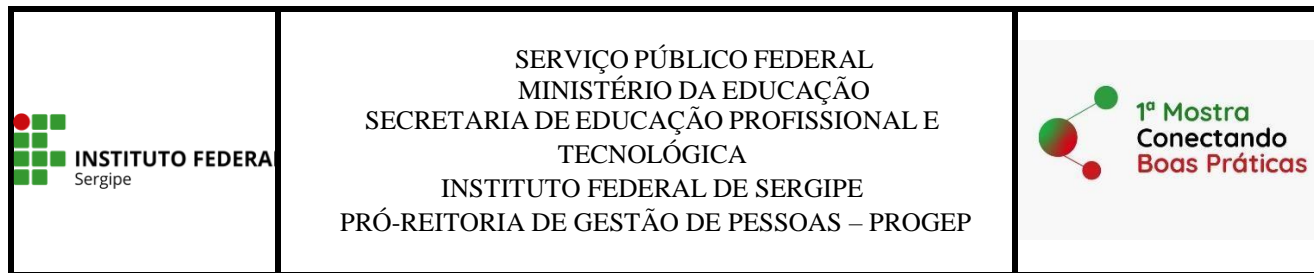 INSTITUTO FEDERA
Sergipe
SERVIÇO PÚBLICO FEDERAL
MINISTÉRIO DA EDUCAÇÃO
SECRETARIA DE EDUCAÇÃO PROFISSIONAL E
TECNOLÓGICA
INSTITUTO FEDERAL DE SERGIPE
PRÓ-REITORIA DE GESTÃO DE PESSOAS – PROGEP
1ª Mostra
Conectando
Boas Práticas